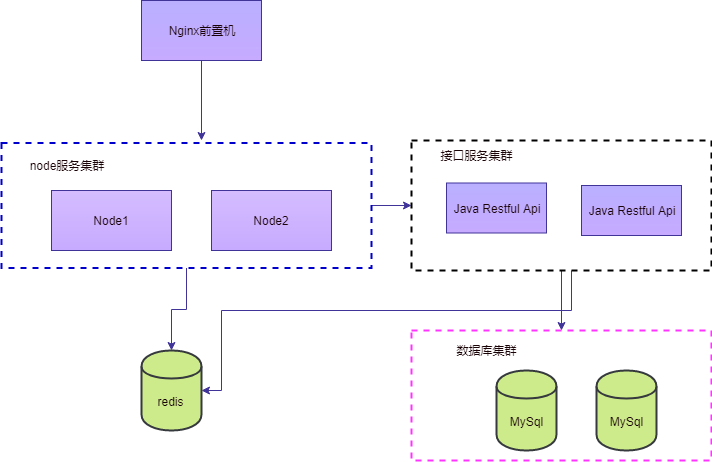 Nginx前置机
node服务集群
Node1
Node2
接口服务集群
Java Restful Api
Java Restful Api
redis
数据库集群
MySql
MySql